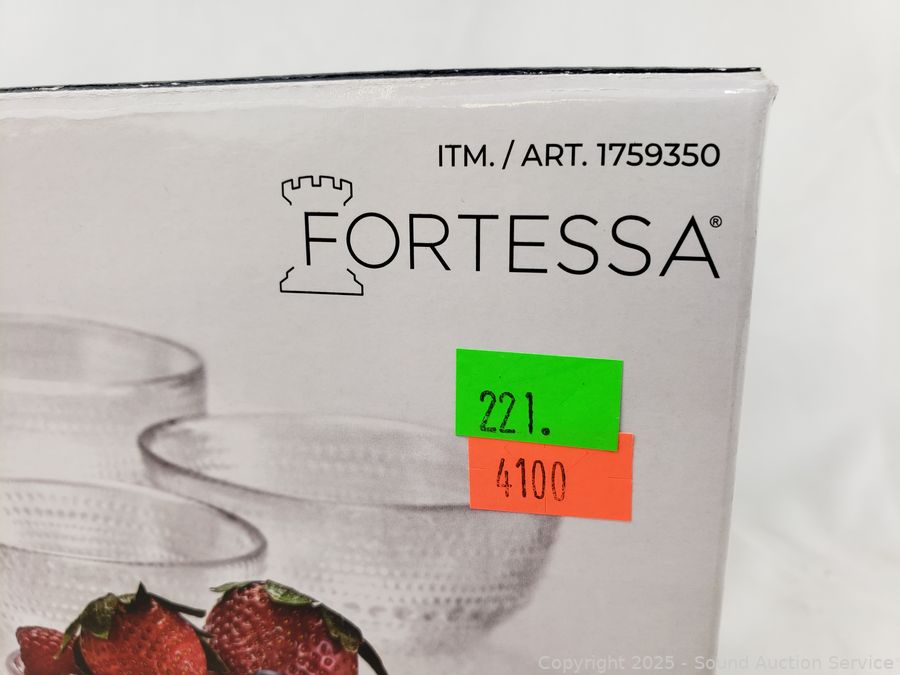 ITM. / ART. 1759350
FORTESSA®
221.
4100
Copyright 2025 - Sound Auction Service